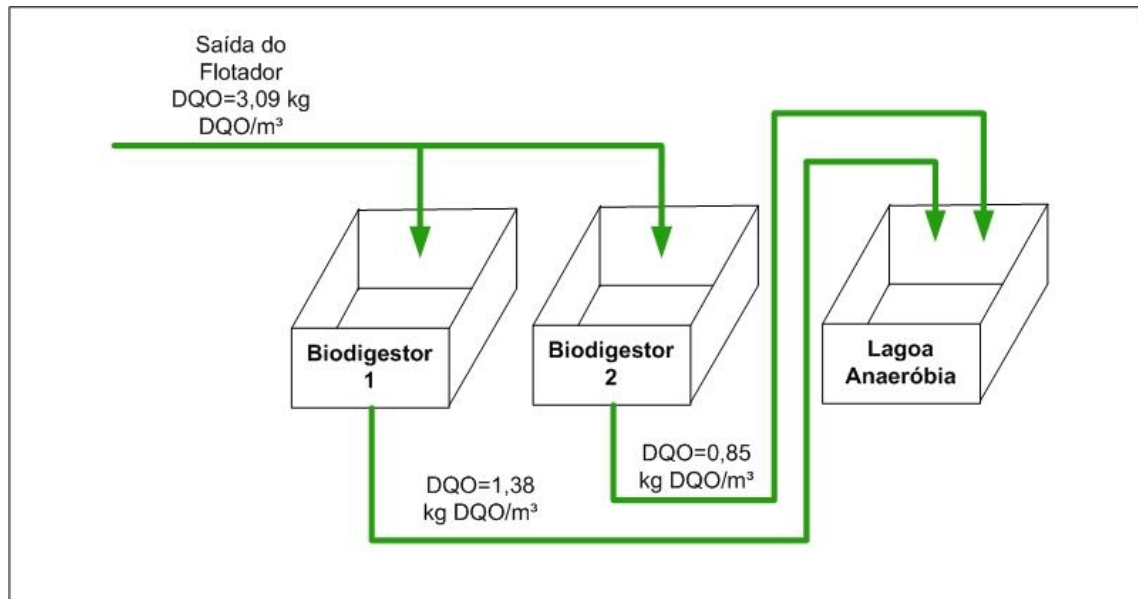 Saída do
Flotador
DQO=3,09 kg
DQO/m³
Biodigestor
1
Biodigestor
2
Lagoa
Anaeróbia
DQO=0,85
kg DQO/m³
DQO=1,38
kg DQO/m³